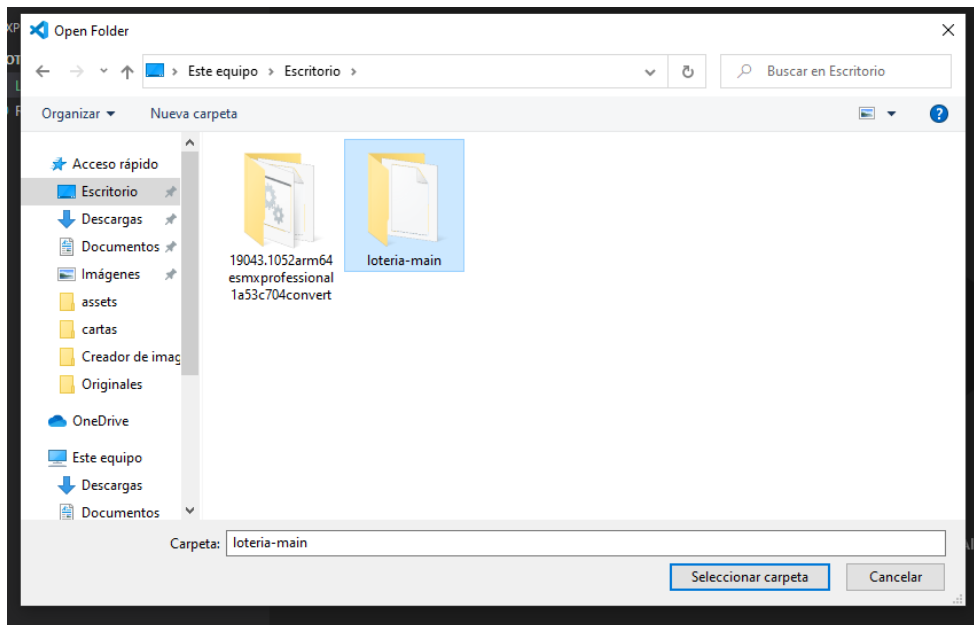 XP
Open Folder
Este equipo > Escritorio >
Buscar en Escritorio
Organizar
Nueva carpeta
Acceso rápido
Escritorio
Descargas
Documentos
Imágenes
assets
cartas
Creador de imag
Originales
OneDrive
Este equipo
Descargas
Documentos
19043.1052arm64
esmxprofessional
1a53c704convert
loteria-main
Carpeta:
loteria-main
Seleccionar carpeta
Cancelar